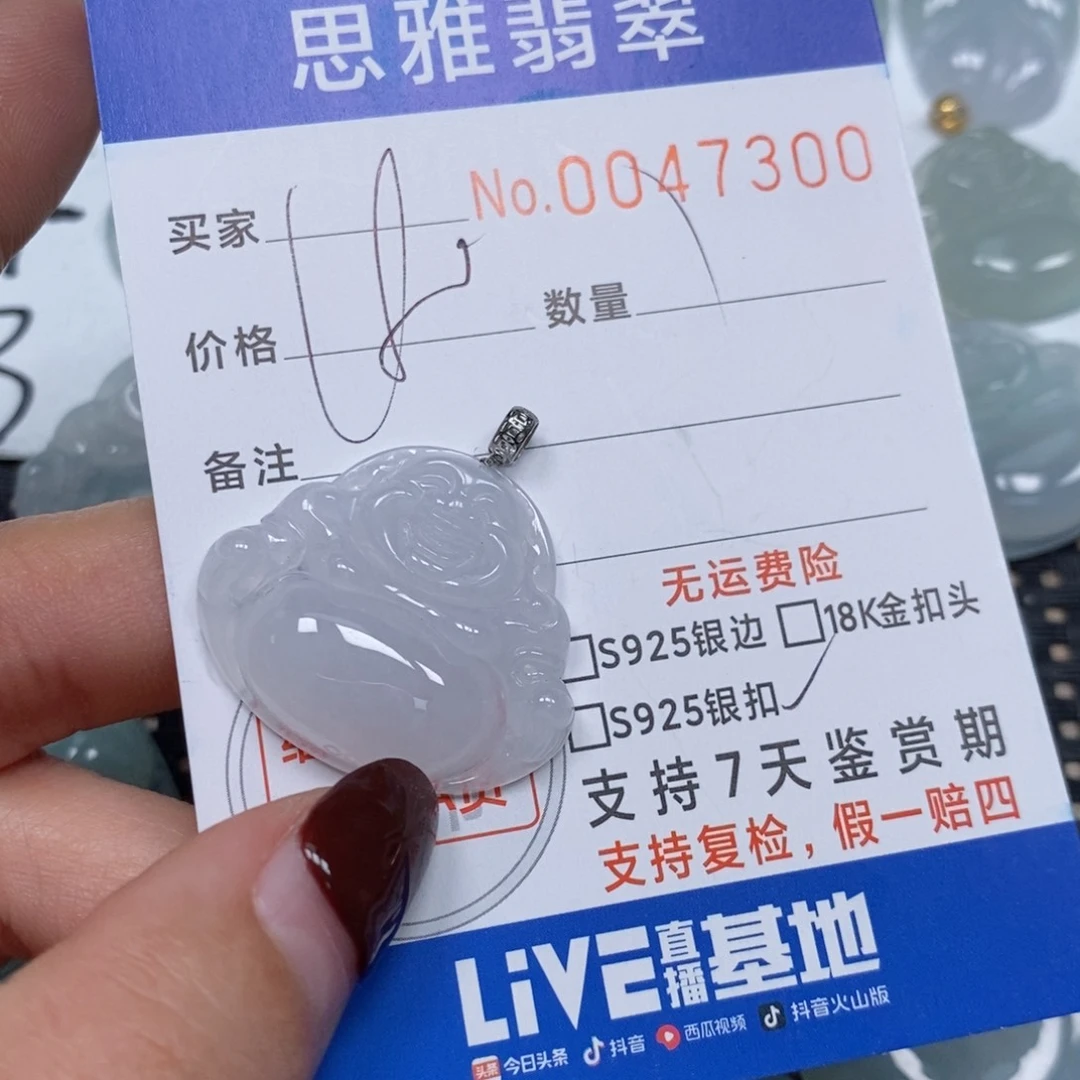 思雅翡翠
No.0047300
买家
价格 数量
备注
无运费险
S925银边 18K金扣头
S925银扣
支持7天鉴赏期
支持复检，假一赔四
LiVE直播基地
头条 今日头条 抖音 西瓜视频 抖音火山版